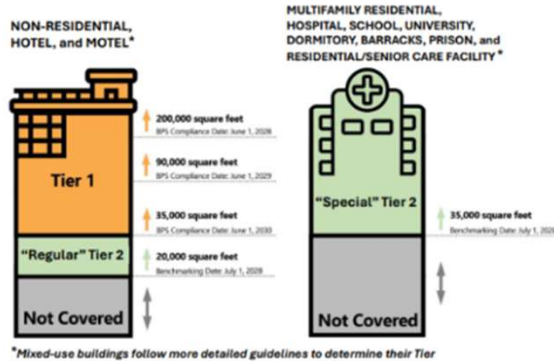 NON-RESIDENTIAL,
HOTEL, and MOTEL*
200,000 square feet
BPS Compliance Date: June 1, 2028
90,000 square feet
BPS Compliance Date: June 1, 2029
Tier 1
35,000 square feet
BPS Compliance Date: June 1, 2030
"Regular" Tier 2
20,000 square feet
Benchmarking Date: July 1, 2028
Not Covered
MULTIFAMILY RESIDENTIAL,
HOSPITAL, SCHOOL, UNIVERSITY,
DORMITORY, BARRACKS, PRISON, and
RESIDENTIAL/SENIOR CARE FACILITY*
"Special" Tier 2
35,000 square feet
Benchmarking Date: July 1,
Not Covered
*Mixed-use buildings follow more detailed guidelines to determine their Tier